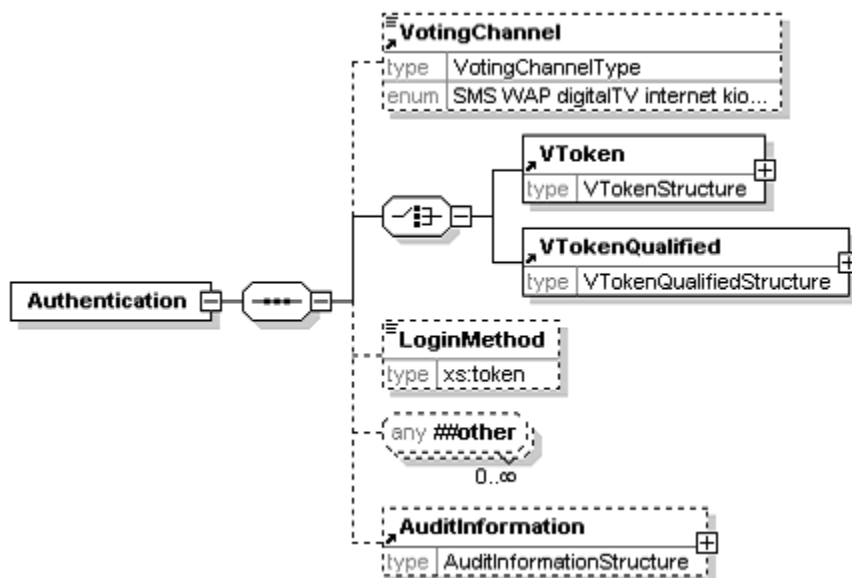 VotingChannel
type VotingChannelType
enum SMS WAP digitalTV internet kio...
VToken
type VTokenStructure
VTokenQualified
type VTokenQualifiedStructure
Authentication
LoginMethod
type xs:token
any ##other
0..∞
AuditInformation
type AuditInformationStructure